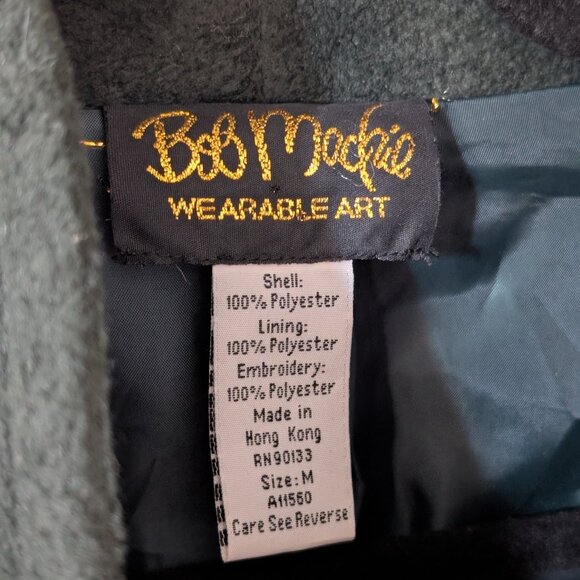 Bob Mackie
WEARABLE ART
Shell:
100% Polyester
Lining:
100% Polyester
Embroidery:
100% Polyester
Made in
Hong Kong
RN90133
Size: M
A11560
Care See Reverse